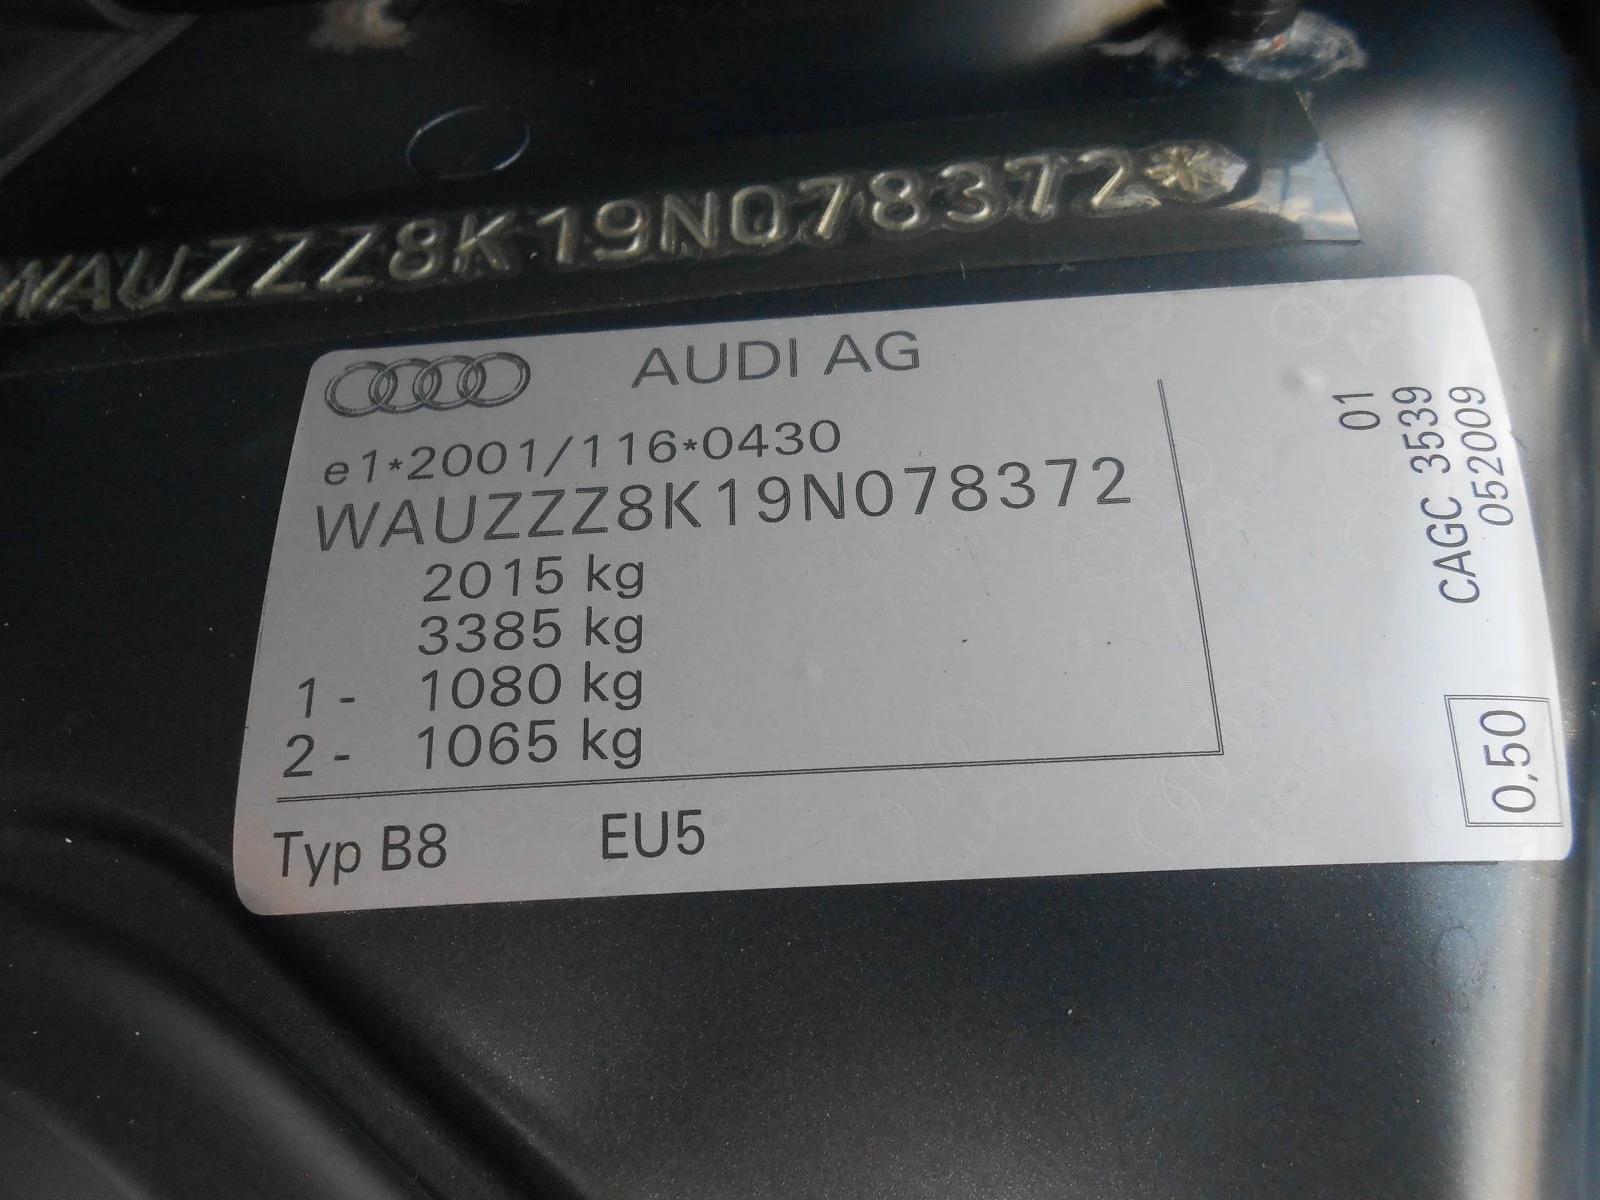 WAUZZZ8K19N078372*
AUDI AG
e1*2001/116*0430
WAUZZZ8K19N078372
2015 kg
3385 kg
1 - 1080 kg
2 - 1065 kg
Typ B8 EU5
01
CAGC 3539
052009
0,50